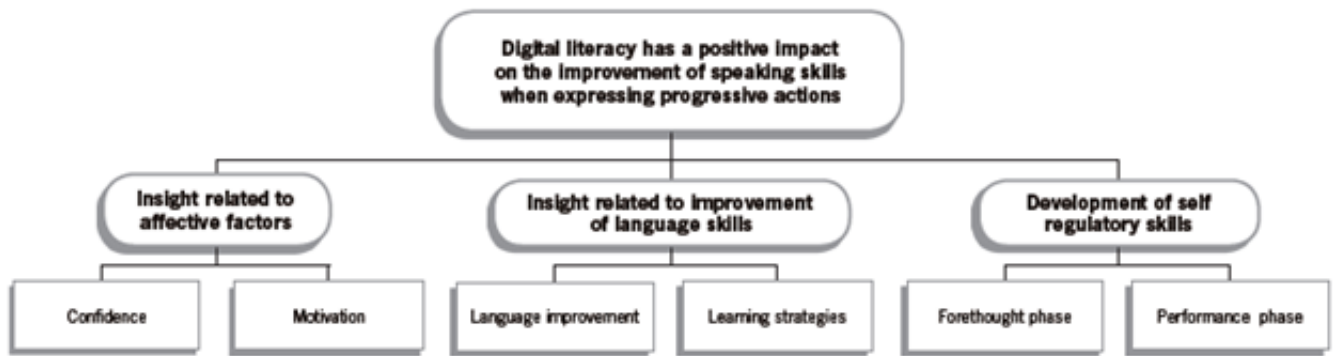 Digital literacy has a positive impact
on the improvement of speaking skills
when expressing progressive actions
Insight related to
affective factors
Insight related to improvement
of language skills
Development of self
regulatory skills
Confidence
Motivation
Language improvement
Learning strategies
Forethought phase
Performance phase